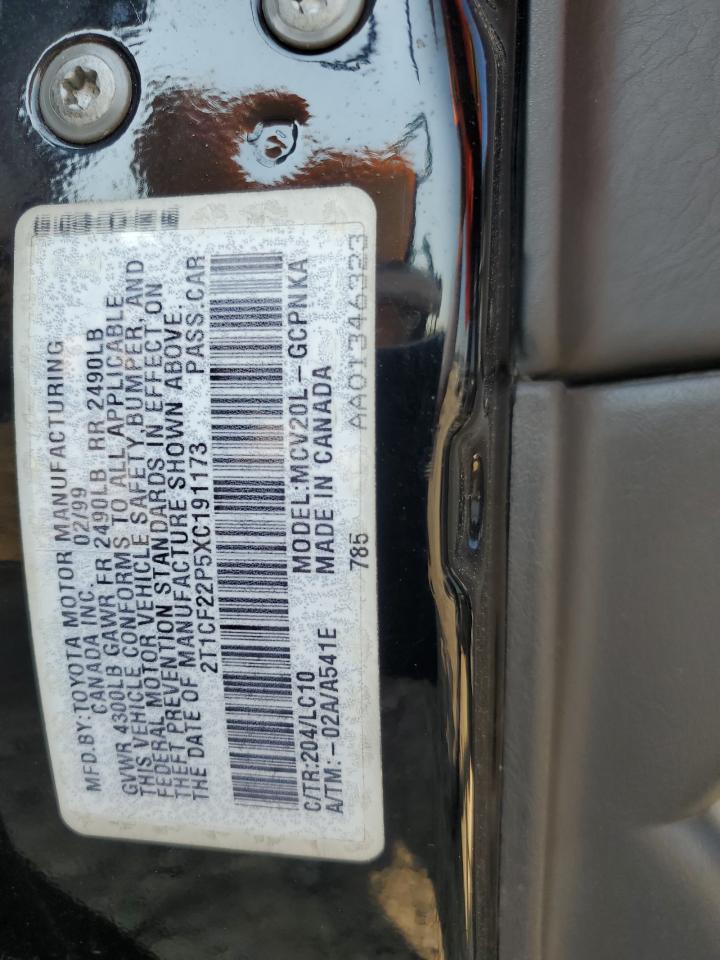 MFD.BY:TOYOTA MOTOR MANUFACTURING
CANADA INC. 02/99
GVWR 4300LB GAWR FR 2490LB RR 2490LB
THIS VEHICLE CONFORMS TO ALL APPLICABLE
FEDERAL MOTOR VEHICLE SAFETY BUMPER, AND
THEFT PREVENTION STANDARDS IN EFFECT ON
THE DATE OF MANUFACTURE SHOWN ABOVE.
2T1CF22P5XC191173 PASS.CAR
C/TR:204/LC10 MODEL:MCV20L-GCPNKA
A/TM:-02A/A541E MADE IN CANADA
785 AA01346323